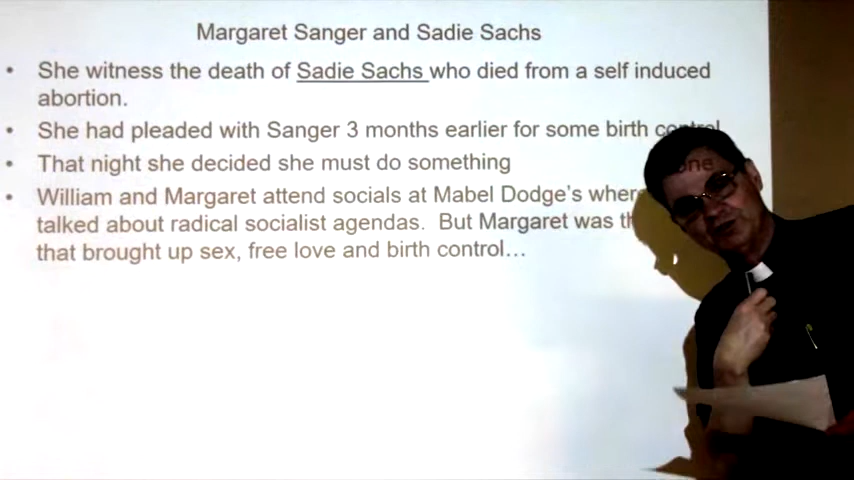 Margaret Sanger and Sadie Sachs
• She witness the death of Sadie Sachs who died from a self induced
abortion.
• She had pleaded with Sanger 3 months earlier for some birth control
• That night she decided she must do something
• William and Margaret attend socials at Mabel Dodge's where
talked about radical socialist agendas.  But Margaret was one
that brought up sex, free love and birth control…